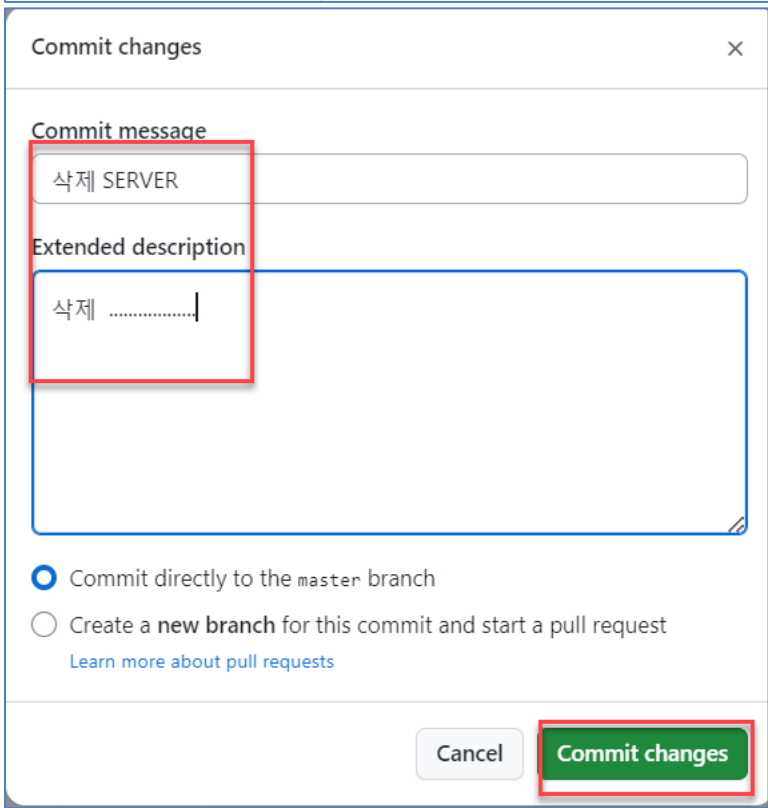 Commit changes
Commit message
삭제 SERVER
Extended description
삭제 ..................
Commit directly to the master branch
Create a new branch for this commit and start a pull request
Learn more about pull requests
Cancel
Commit changes